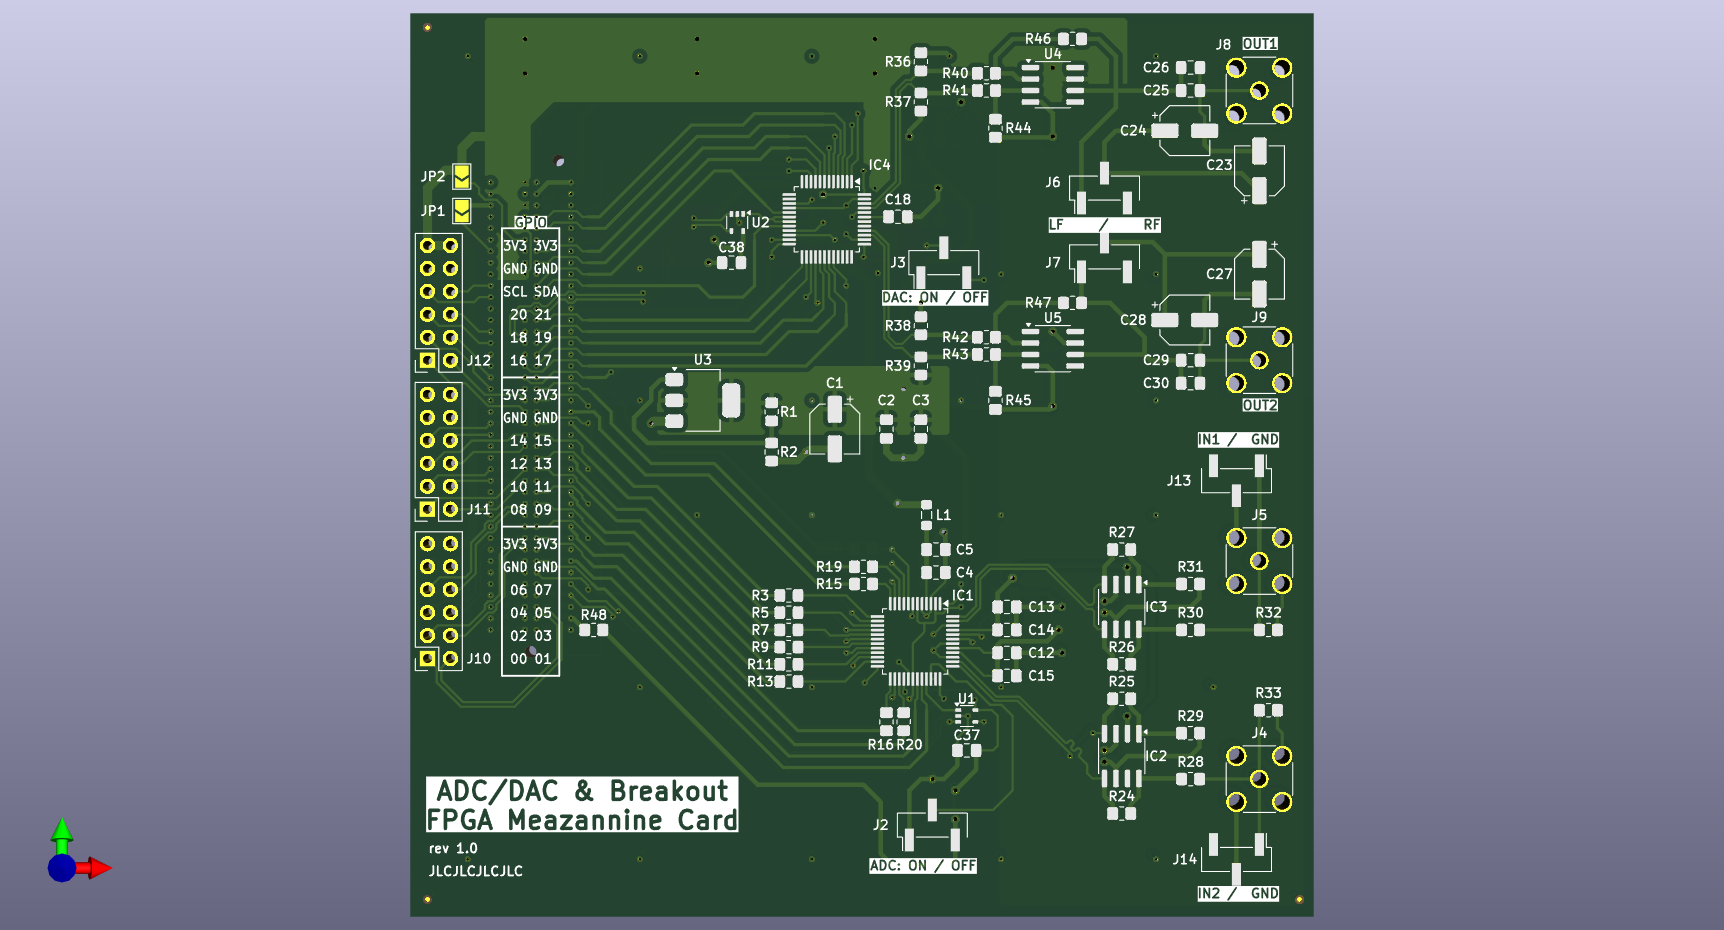 R46
J8 OUT1
U4
R36
C26
R40
R41
C25
R37
R44
C24
IC4
C23
JP2
J6
C18
JP1
GPIO
U2
LF / RF
3V3 3V3
C38
J3
J7
GND GND
C27
SCL SDA
DAC: ON / OFF
R47
20 21
R38
U5
C28
J9
18 19
R42
R43
16 17
J12
U3
R39
C29
C30
3V3 3V3
C1
C2 C3
R45
OUT2
GND GND
R1
14 15
IN1 / GND
R2
12 13
10 11
J13
08 09
J11
L1
J5
R27
3V3 3V3
C5
GND GND
R19
C4
R31
R15
06 07
R3
IC1
04 05
R48
R5
C13
IC3
02 03
R7
C14
R30
R32
R9
C12
R26
00 01
J10
R11
R13
C15
R25
U1
R33
R16 R20
C37
R29
J4
IC2
R28
R24
ADC/DAC & Breakout
FPGA Meazannine Card
J2
rev 1.0
J14
ADC: ON / OFF
JLCJLCJLCJLC
IN2 / GND